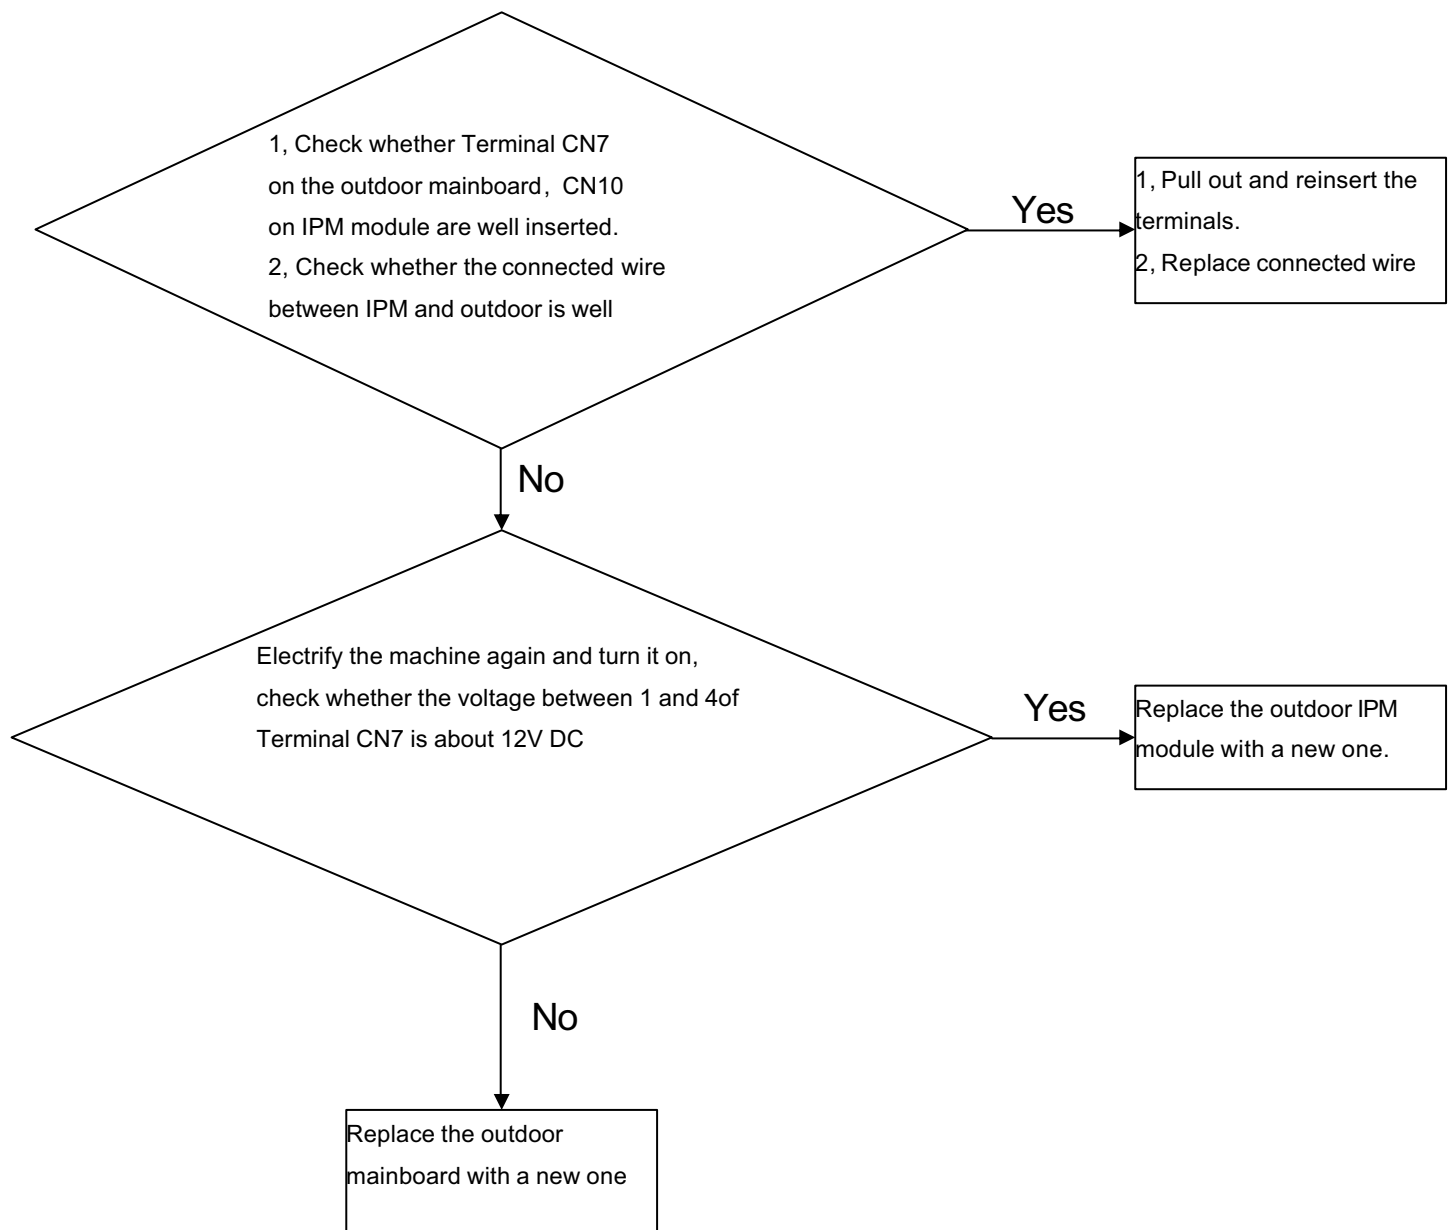 1, Check whether Terminal CN7
on the outdoor mainboard, CN10
on IPM module are well inserted.
2, Check whether the connected wire
between IPM and outdoor is well
Yes
1, Pull out and reinsert the
terminals.
2, Replace connected wire
No
Electrify the machine again and turn it on,
check whether the voltage between 1 and 4of
Terminal CN7 is about 12V DC
Yes
Replace the outdoor IPM
module with a new one.
No
Replace the outdoor
mainboard with a new one